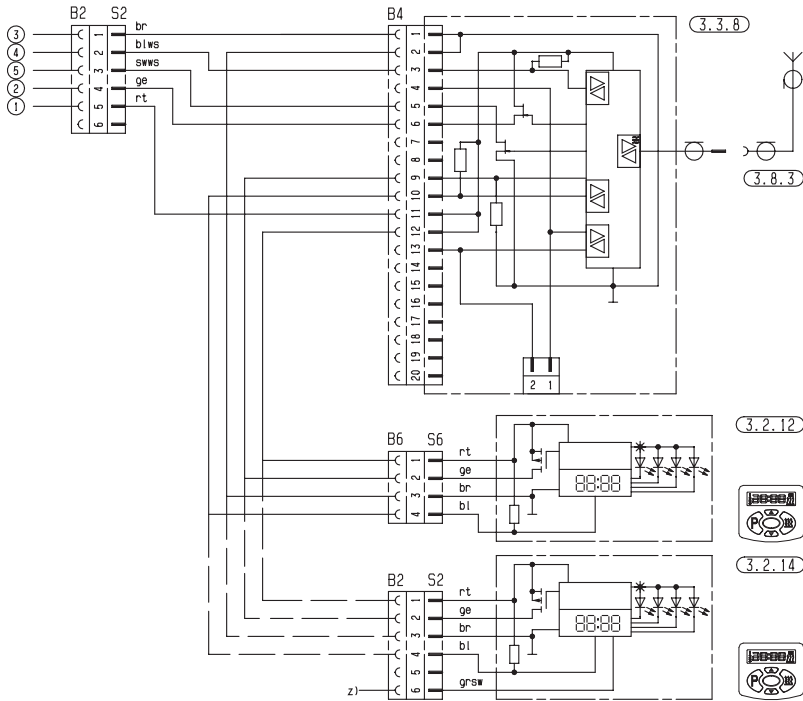 B2 S2
3 1 br
4 2 blws
5 3 swws
2 4 ge
1 5 rt
6
B4
1
2
3
4
5
6
7
8
9
10
11
12
13
14
15
16
17
18
19
20
3.3.8
3.8.3
2 1
B6 S6
1 rt
2 ge
3 br
4 bl
88:88
3.2.12
P
3.2.14
B2 S2
1 rt
2 ge
3 br
4 bl
5
z) 6 grsw
88:88
P